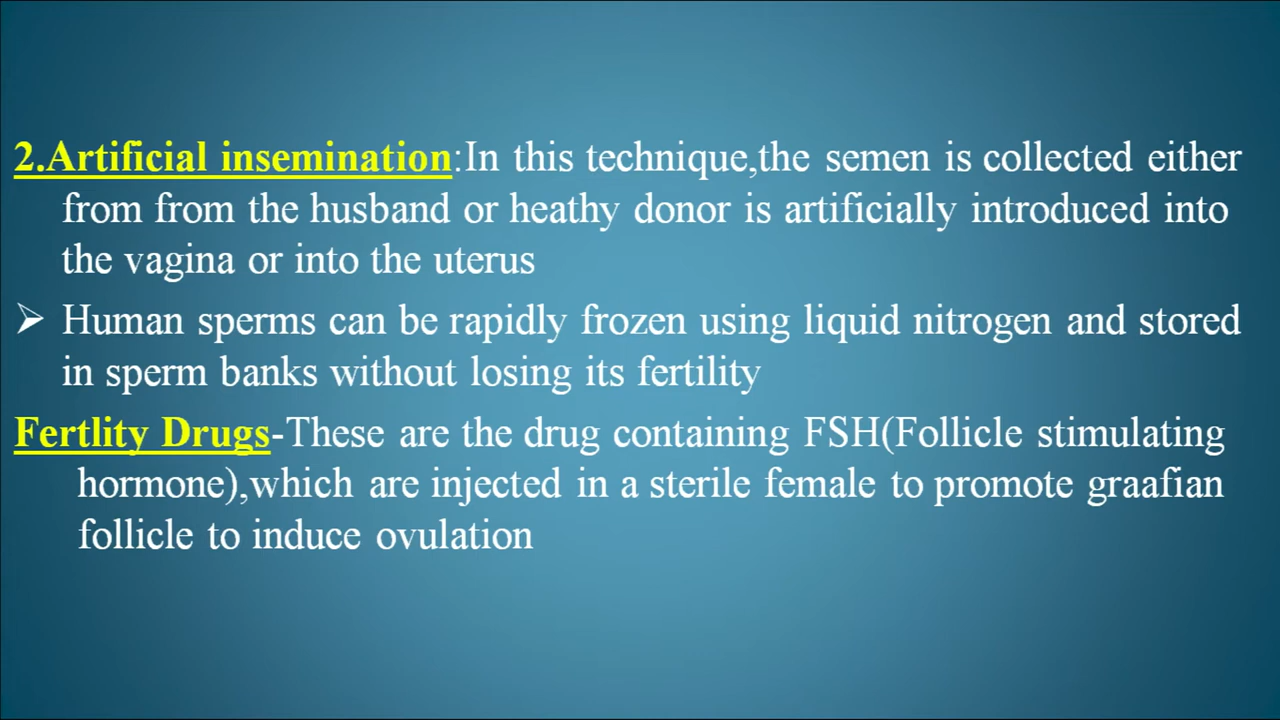 2.Artificial insemination:In this technique,the semen is collected either
from from the husband or heathy donor is artificially introduced into
the vagina or into the uterus
➢ Human sperms can be rapidly frozen using liquid nitrogen and stored
in sperm banks without losing its fertility
Fertlity Drugs-These are the drug containing FSH(Follicle stimulating
hormone),which are injected in a sterile female to promote graafian
follicle to induce ovulation